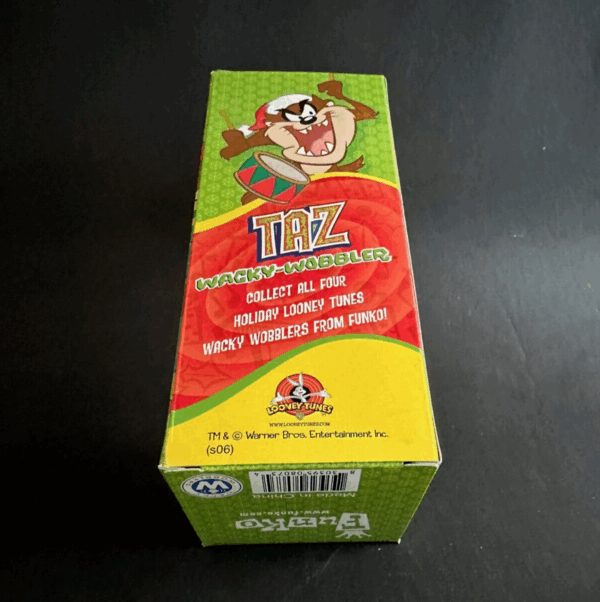 TAZ
WACKY-WOBBLER
COLLECT ALL FOUR
HOLIDAY LOONEY TUNES
WACKY WOBBLERS FROM FUNKO!
LOONEY TUNES
WWW.LOONEYTUNES.COM
TM & © Warner Bros. Entertainment Inc.
(s06)
Made in China
www.funko.com
FunKo